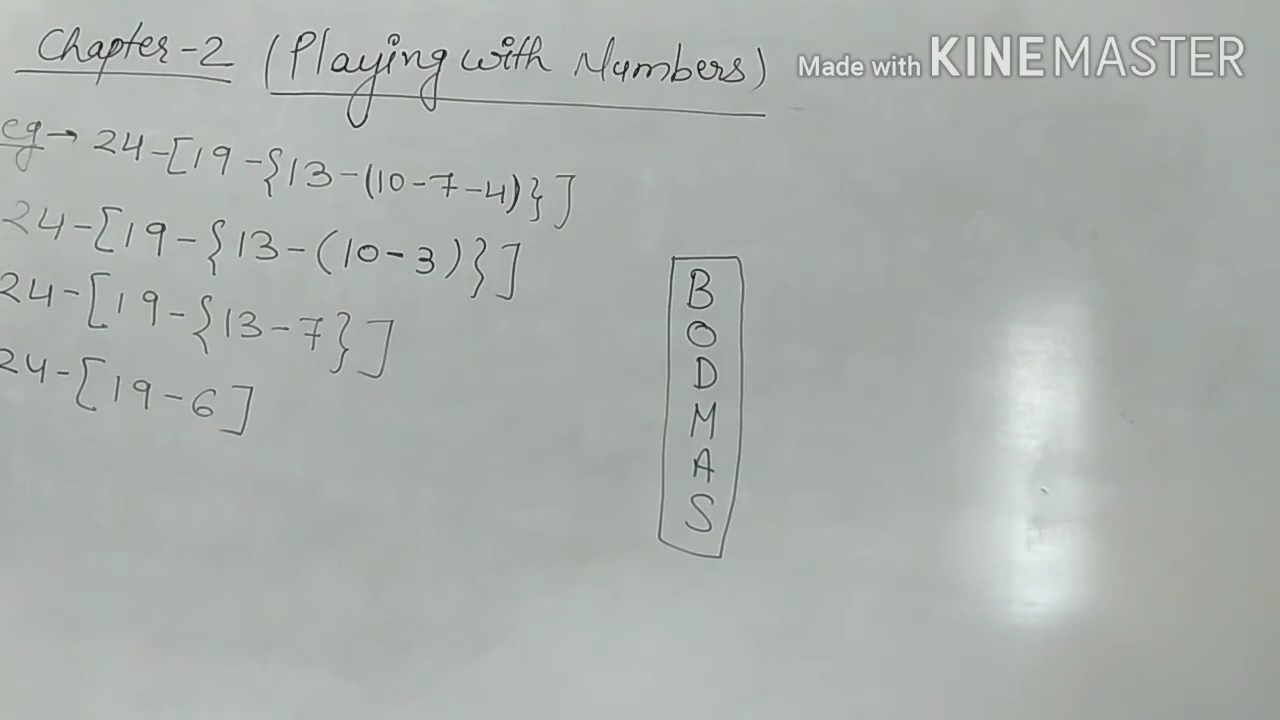 Chapter-2 (Playing with Numbers)
Made with KINEMASTER
eg→ 24-[19-{13-(10-7-4)}]
24-[19-{13-(10-3)}]
24-[19-{13-7}]
24-[19-6]
B
O
D
M
A
S